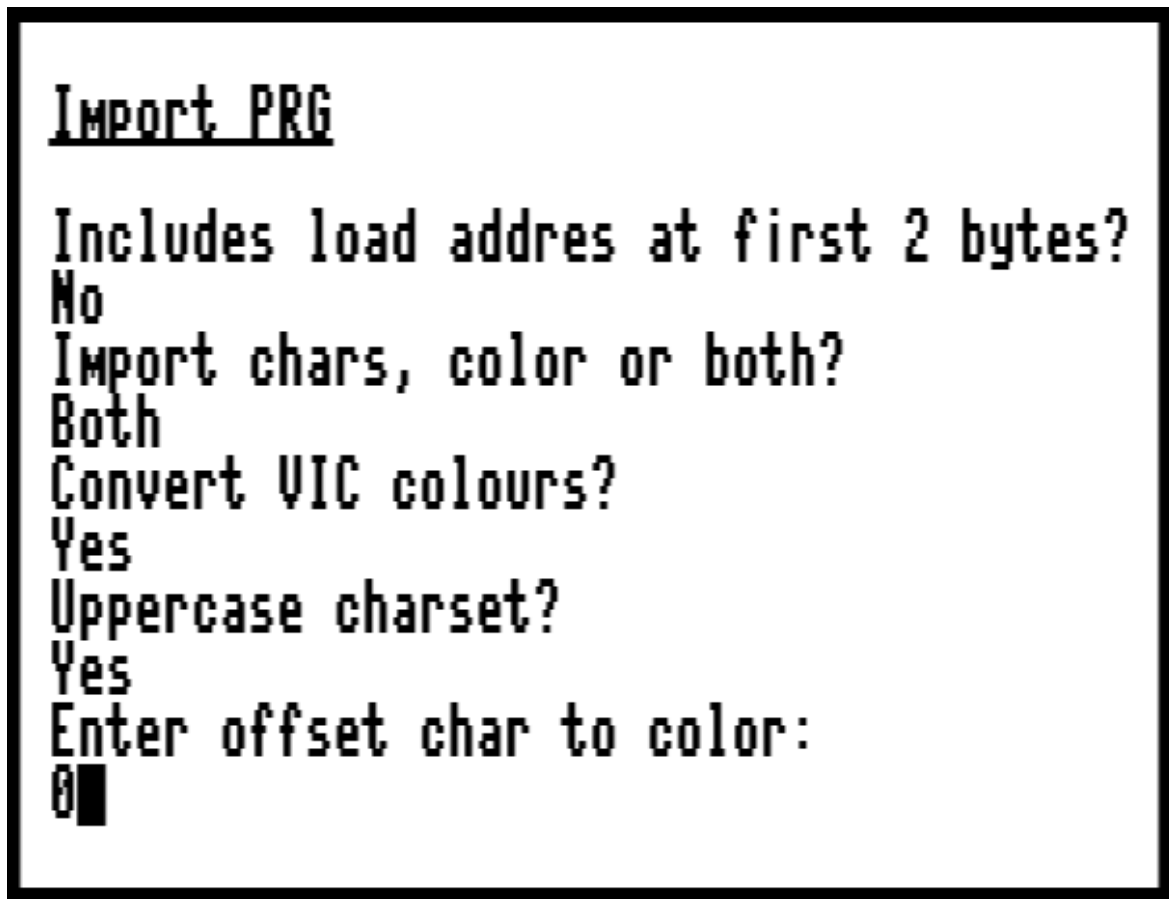 Import PRG
Includes load addres at first 2 bytes?
No
Import chars, color or both?
Both
Convert VIC colours?
Yes
Uppercase charset?
Yes
Enter offset char to color:
0